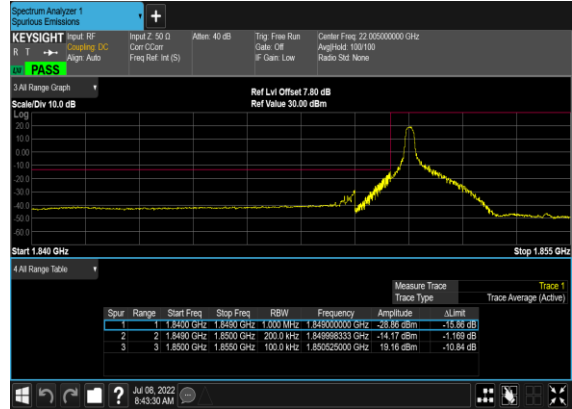 Spectrum Analyzer 1
Spurious Emissions
+
KEYSIGHT Input: RF Input Z: 50 Ω Atten: 40 dB Trig: Free Run Center Freq: 22.005000000 GHz
R T Coupling: DC Corr CCorr Gate: Off Avg|Hold: 100/100
Align: Auto Freq Ref: Int (S) IF Gain: Low Radio Std: None
PASS
3 All Range Graph
Ref Lvl Offset 7.80 dB
Scale/Div 10.0 dB Ref Value 30.00 dBm
Log
20.0
10.0
0.00
-10.0
-20.0
-30.0
-40.0
-50.0
-60.0
Start 1.840 GHz Stop 1.855 GHz
4 All Range Table
Measure Trace Trace 1
Trace Type Trace Average (Active)
Spur Range Start Freq Stop Freq RBW Frequency Amplitude ΔLimit
1 1 1.8400 GHz 1.8490 GHz 1.000 MHz 1.849000000 GHz -28.86 dBm -15.86 dB
2 2 1.8490 GHz 1.8500 GHz 200.0 kHz 1.849998333 GHz -14.17 dBm -1.169 dB
3 3 1.8500 GHz 1.8550 GHz 100.0 kHz 1.850525000 GHz 19.16 dBm -10.84 dB
? Jul 08, 2022
8:43:30 AM